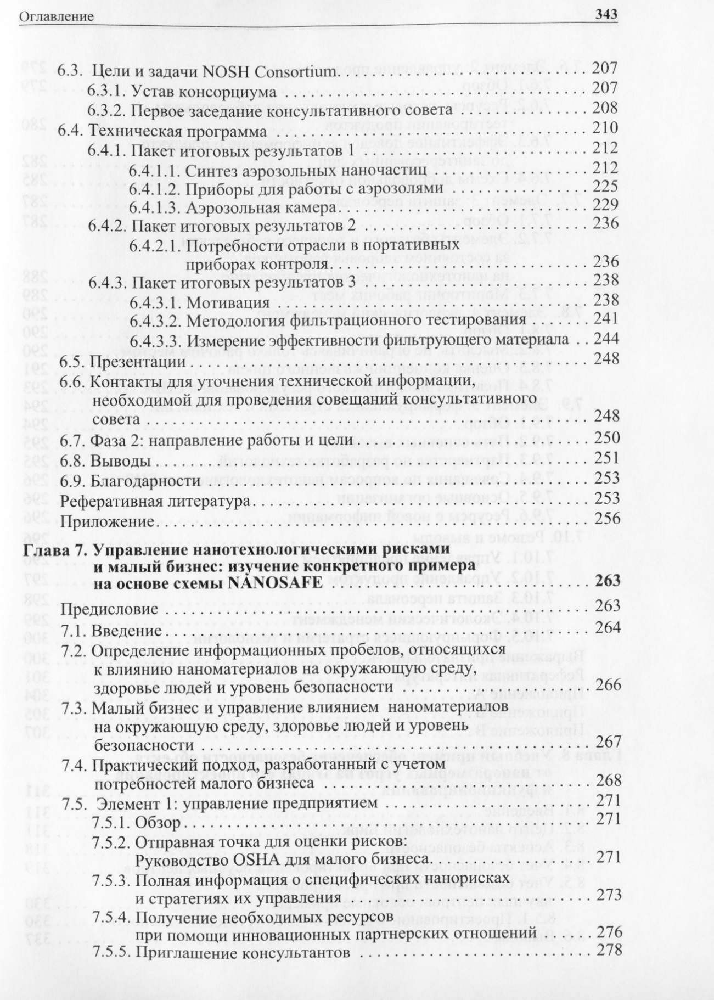 Оглавление 343
6.3. Цели и задачи NOSH Consortium. . . . . . . . . . . . . . . . . . . . . . . . . . . . 207
6.3.1. Устав консорциума . . . . . . . . . . . . . . . . . . . . . . . . . . . . . . . . . . 207
6.3.2. Первое заседание консультативного совета . . . . . . . . . . . . . . . 208
6.4. Техническая программа . . . . . . . . . . . . . . . . . . . . . . . . . . . . . . . . . . . 210
6.4.1. Пакет итоговых результатов 1 . . . . . . . . . . . . . . . . . . . . . . . . . 212
6.4.1.1. Синтез аэрозольных наночастиц . . . . . . . . . . . . . . . . . . 212
6.4.1.2. Приборы для работы с аэрозолями . . . . . . . . . . . . . . . . 225
6.4.1.3. Аэрозольная камера. . . . . . . . . . . . . . . . . . . . . . . . . . . . 229
6.4.2. Пакет итоговых результатов 2 . . . . . . . . . . . . . . . . . . . . . . . . . 236
6.4.2.1. Потребности отрасли в портативных
приборах контроля. . . . . . . . . . . . . . . . . . . . . . . . . . . . . 236
6.4.3. Пакет итоговых результатов 3 . . . . . . . . . . . . . . . . . . . . . . . . . 238
6.4.3.1. Мотивация . . . . . . . . . . . . . . . . . . . . . . . . . . . . . . . . . . . 238
6.4.3.2. Методология фильтрационного тестирования . . . . . . . 241
6.4.3.3. Измерение эффективности фильтрующего материала . . 244
6.5. Презентации . . . . . . . . . . . . . . . . . . . . . . . . . . . . . . . . . . . . . . . . . . . . . 248
6.6. Контакты для уточнения технической информации,
необходимой для проведения совещаний консультативного
совета . . . . . . . . . . . . . . . . . . . . . . . . . . . . . . . . . . . . . . . . . . . . . . . . . . 248
6.7. Фаза 2: направление работы и цели . . . . . . . . . . . . . . . . . . . . . . . . . . 250
6.8. Выводы . . . . . . . . . . . . . . . . . . . . . . . . . . . . . . . . . . . . . . . . . . . . . . . . . 251
6.9. Благодарности . . . . . . . . . . . . . . . . . . . . . . . . . . . . . . . . . . . . . . . . . . . 253
Реферативная литература. . . . . . . . . . . . . . . . . . . . . . . . . . . . . . . . . . . . . . 253
Приложение. . . . . . . . . . . . . . . . . . . . . . . . . . . . . . . . . . . . . . . . . . . . . . . . . 256
Глава 7. Управление нанотехнологическими рисками
и малый бизнес: изучение конкретного примера
на основе схемы NANOSAFE . . . . . . . . . . . . . . . . . . . . . . . . . . . . . 263
Предисловие . . . . . . . . . . . . . . . . . . . . . . . . . . . . . . . . . . . . . . . . . . . . . . . . 263
7.1. Введение. . . . . . . . . . . . . . . . . . . . . . . . . . . . . . . . . . . . . . . . . . . . . . . . 264
7.2. Определение информационных пробелов, относящихся
к влиянию наноматериалов на окружающую среду,
здоровье людей и уровень безопасности . . . . . . . . . . . . . . . . . . . . . 266
7.3. Малый бизнес и управление влиянием наноматериалов
на окружающую среду, здоровье людей и уровень
безопасности . . . . . . . . . . . . . . . . . . . . . . . . . . . . . . . . . . . . . . . . . . . . 267
7.4. Практический подход, разработанный с учетом
потребностей малого бизнеса . . . . . . . . . . . . . . . . . . . . . . . . . . . . . . 268
7.5. Элемент 1: управление предприятием . . . . . . . . . . . . . . . . . . . . . . . 271
7.5.1. Обзор . . . . . . . . . . . . . . . . . . . . . . . . . . . . . . . . . . . . . . . . . . . . . . 271
7.5.2. Отправная точка для оценки рисков:
Руководство OSHA для малого бизнеса. . . . . . . . . . . . . . . . . . . 271
7.5.3. Полная информация о специфических нанорисках
и стратегиях их управления . . . . . . . . . . . . . . . . . . . . . . . . . . . 273
7.5.4. Получение необходимых ресурсов
при помощи инновационных партнерских отношений . . . . . . 276
7.5.5. Приглашение консультантов . . . . . . . . . . . . . . . . . . . . . . . . . . 278